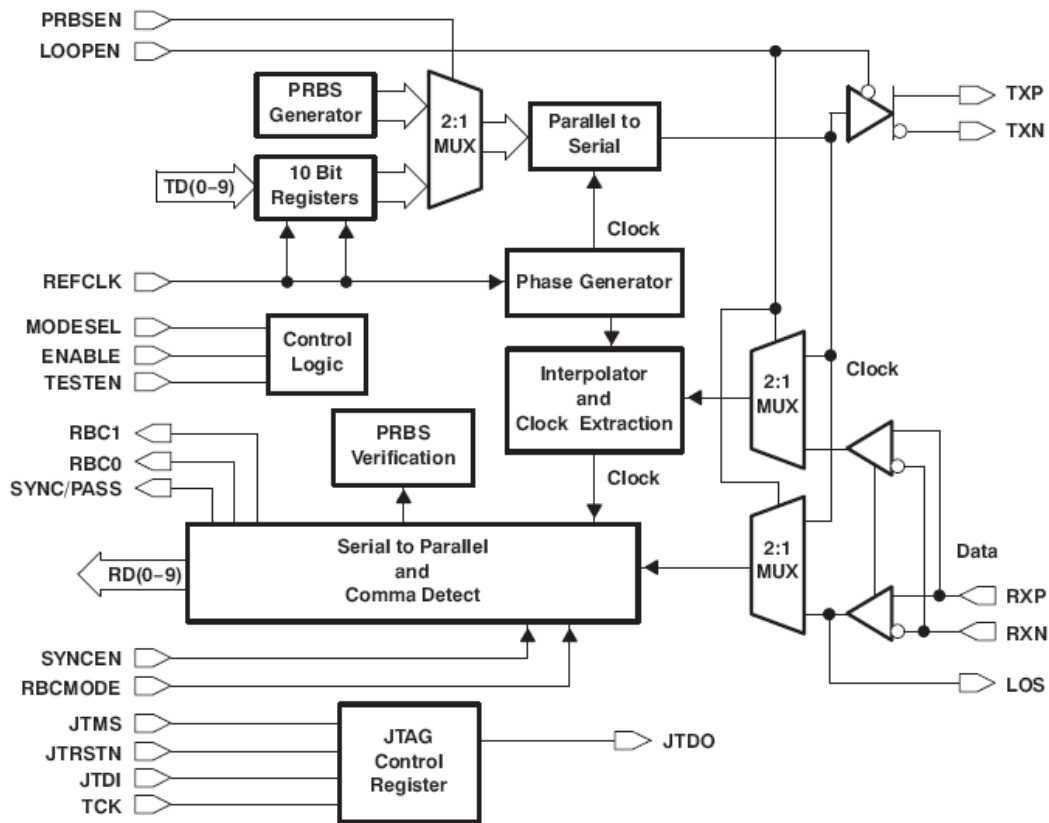 PRBSEN
LOOPEN
PRBS
Generator
2:1
MUX
Parallel to
Serial
TXP
TXN
TD(0–9)
10 Bit
Registers
Clock
REFCLK
Phase Generator
MODESEL
ENABLE
TESTEN
Control
Logic
Interpolator
and
Clock Extraction
2:1
MUX
Clock
RBC1
RBC0
SYNC/PASS
PRBS
Verification
Clock
RD(0–9)
Serial to Parallel
and
Comma Detect
2:1
MUX
Data
RXP
RXN
LOS
SYNCEN
RBCMODE
JTMS
JTRSTN
JTDI
TCK
JTAG
Control
Register
JTDO